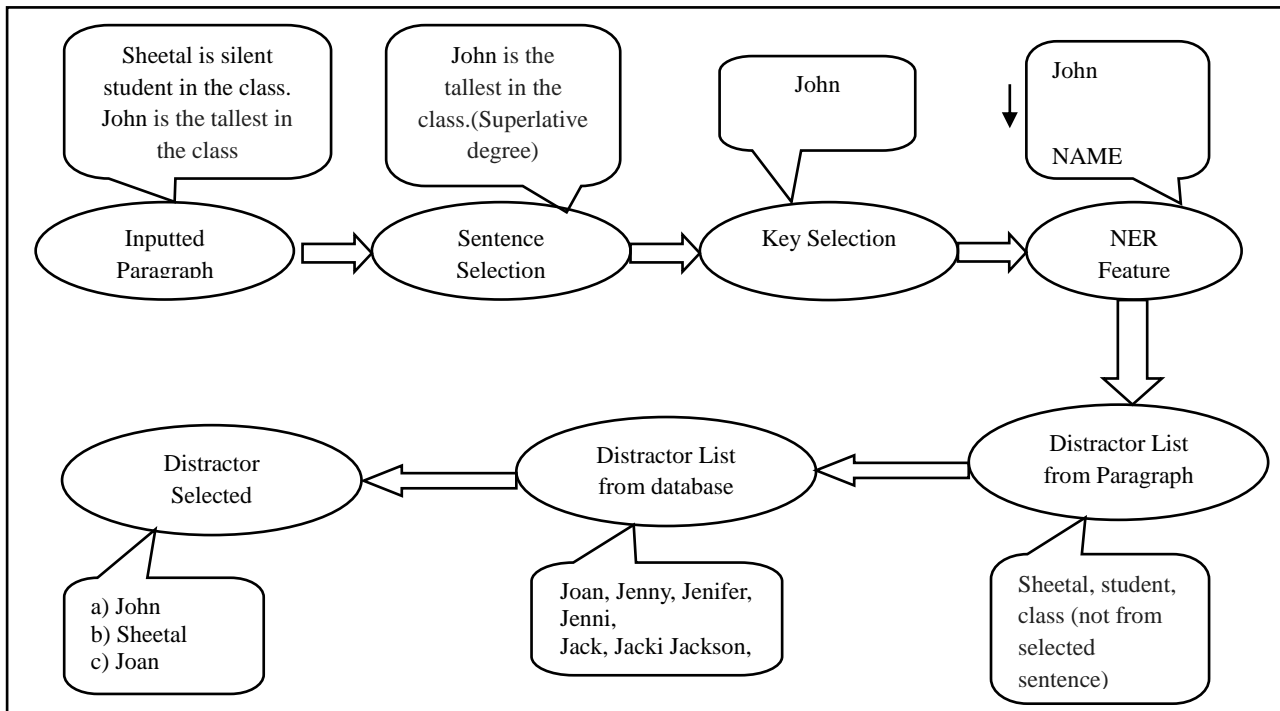 Sheetal is silent
student in the class.
John is the tallest in
the class
John is the
tallest in the
class.(Superlative
degree)
John
John
NAME
Inputted
Paragraph
Sentence
Selection
Key Selection
NER
Feature
Distractor
Selected
Distractor List
from database
Distractor List
from Paragraph
a) John
b) Sheetal
c) Joan
Joan, Jenny, Jenifer,
Jenni,
Jack, Jacki Jackson,
Sheetal, student,
class (not from
selected
sentence)